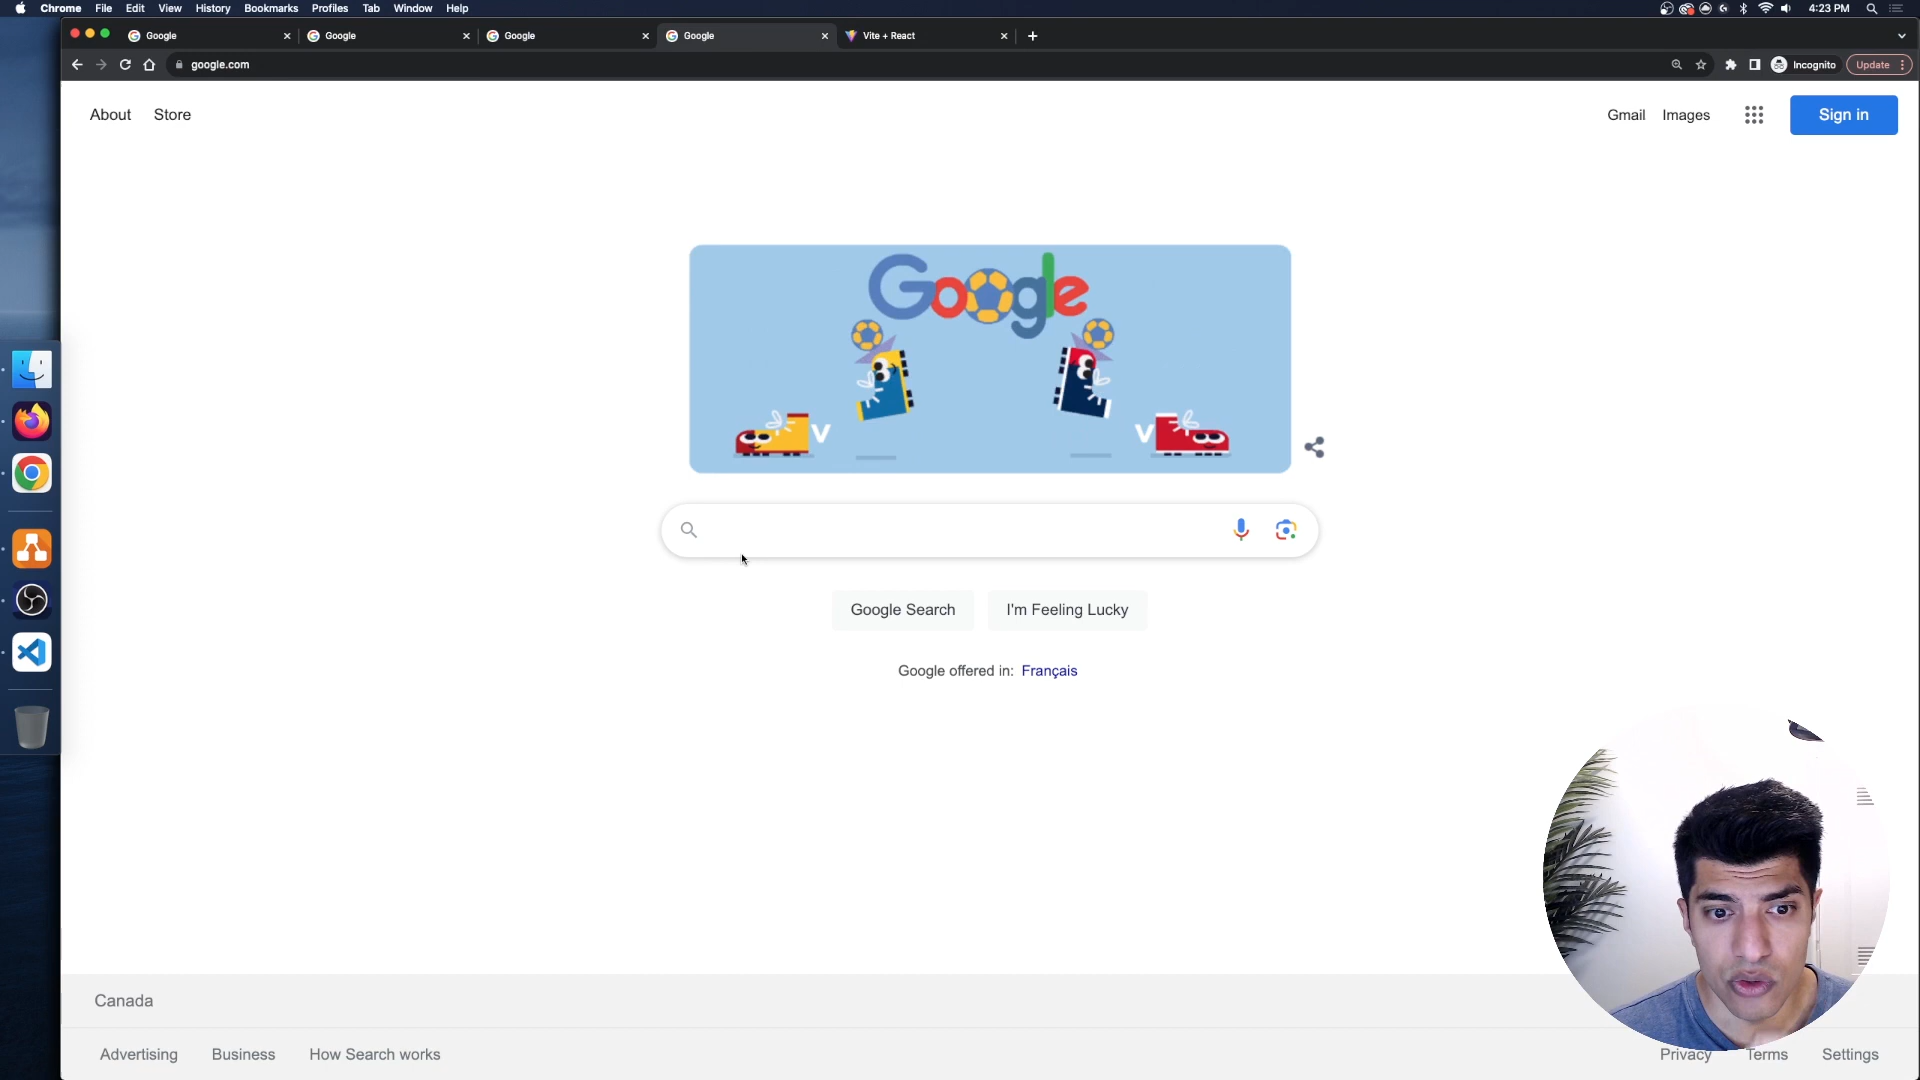 Chrome File Edit View History Bookmarks Profiles Tab Window Help 4:23 PM
Google Google Google Google Vite + React
google.com Incognito Update
About Store Gmail Images Sign in
Google
V V
Google Search I'm Feeling Lucky
Google offered in: Français
Canada
Advertising Business How Search works Privacy Terms Settings